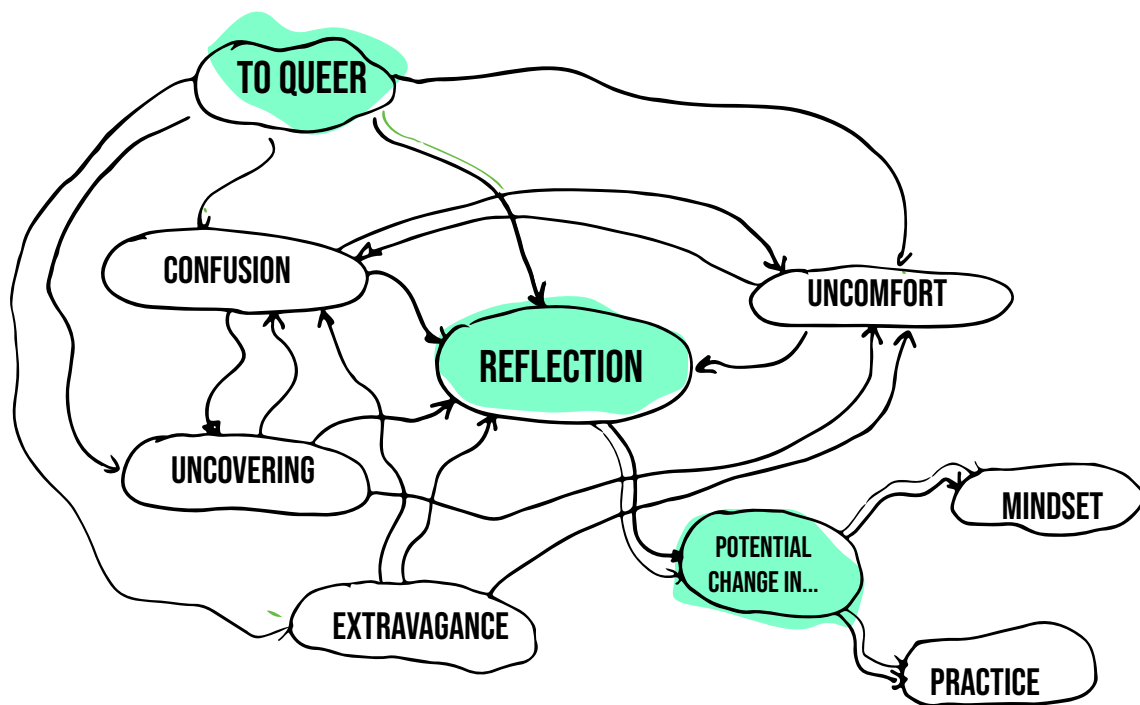 TO QUEER
CONFUSION
UNCOMFORT
REFLECTION
UNCOVERING
MINDSET
POTENTIAL
CHANGE IN...
EXTRAVAGANCE
PRACTICE